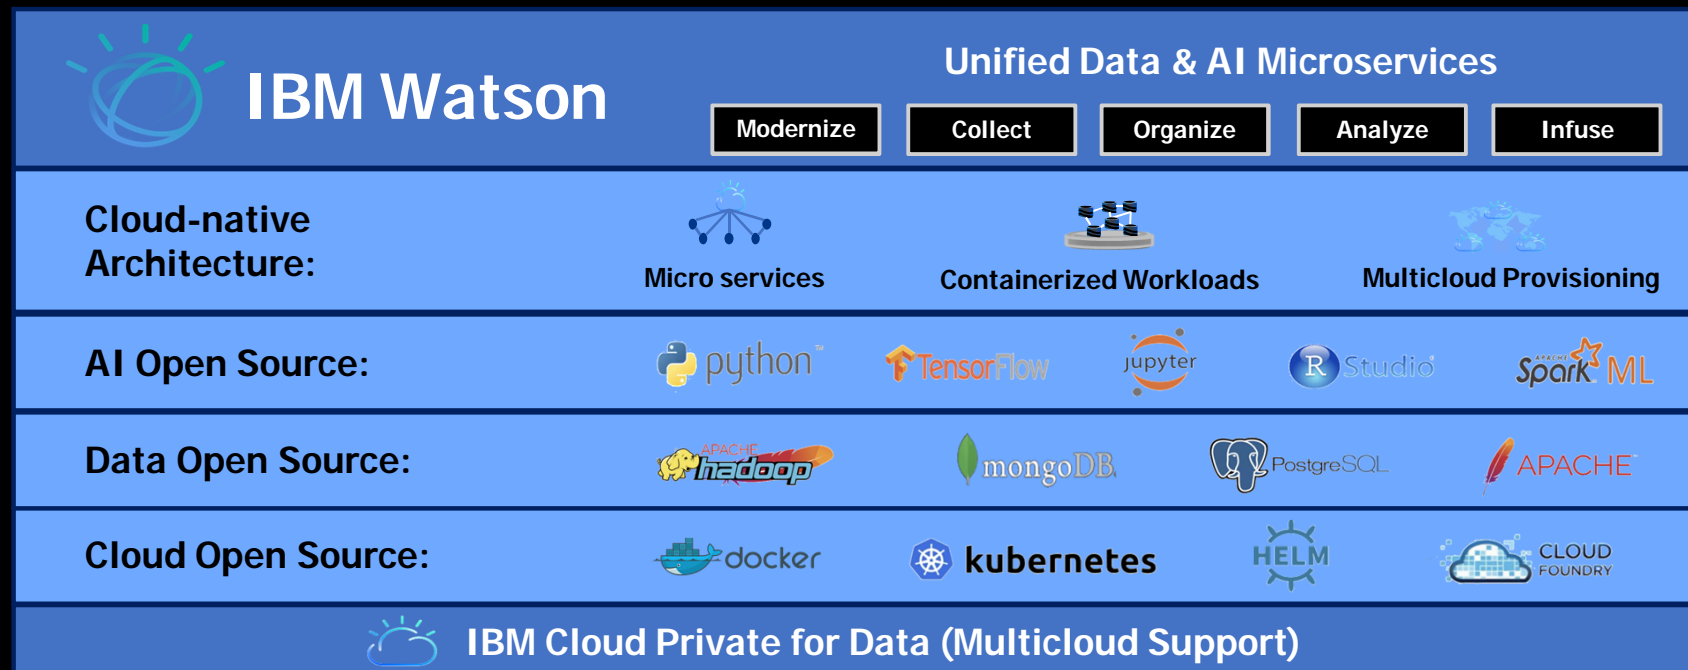 IBM Watson
Unified Data & AI Microservices
Modernize
Collect
Organize
Analyze
Infuse
Cloud-native
Architecture:
Micro services
Containerized Workloads
Multicloud Provisioning
AI Open Source:
python™
TensorFlow
jupyter
R Studio
APACHE
Spark ML
Data Open Source:
APACHE
hadoop
mongoDB
PostgreSQL
APACHE™
Cloud Open Source:
docker
kubernetes
HELM
CLOUD
FOUNDRY
IBM Cloud Private for Data (Multicloud Support)